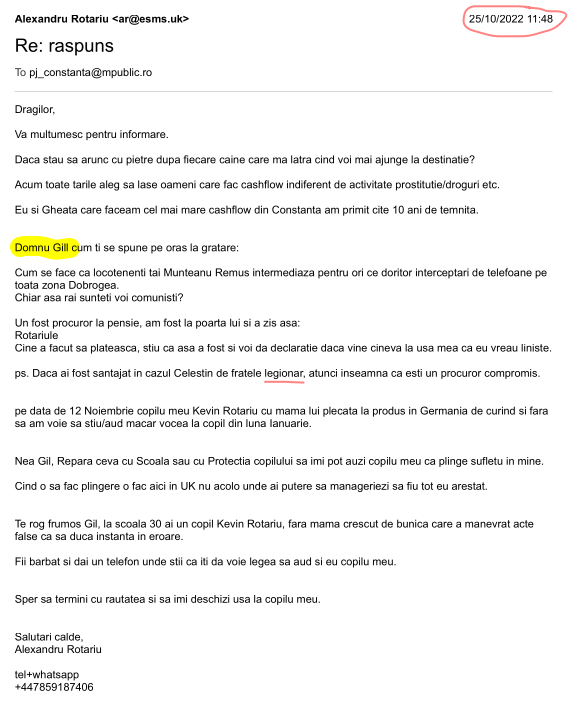 Alexandru Rotariu <ar@esms.uk>
25/10/2022 11:48
Re: raspuns
To pj_constanta@mpublic.ro
Dragilor,
Va multumesc pentru informare.
Daca stau sa arunc cu pietre dupa fiecare caine care ma latra cind voi mai ajunge la destinatie?
Acum toate tarile aleg sa lase oameni care fac cashflow indiferent de activitate prostitutie/droguri etc.
Eu si Gheata care faceam cel mai mare cashflow din Constanta am primit cite 10 ani de temnita.
Domnu Gill cum ti se spune pe oras la gratare:
Cum se face ca locotenenti tai Munteanu Remus intermediaza pentru ori ce doritor interceptari de telefoane pe
toata zona Dobrogea.
Chiar asa rai sunteti voi comunisti?
Un fost procuror la pensie, am fost la poarta lui si a zis asa:
Rotariule
Cine a facut sa plateasca, stiu ca asa a fost si voi da declaratie daca vine cineva la usa mea ca eu vreau liniste.
ps. Daca ai fost santajat in cazul Celestin de fratele legionar, atunci inseamna ca esti un procuror compromis.
pe data de 12 Noiembrie copilu meu Kevin Rotariu cu mama lui plecata la produs in Germania de curind si fara
sa am voie sa stiu/aud macar vocea la copil din luna Ianuarie.
Nea Gil, Repara ceva cu Scoala sau cu Protectia copilului sa imi pot auzi copilu meu ca plinge sufletu in mine.
Cind o sa fac plingere o fac aici in UK nu acolo unde ai putere sa manageriezi sa fiu tot eu arestat.
Te rog frumos Gil, la scoala 30 ai un copil Kevin Rotariu, fara mama crescut de bunica care a manevrat acte
false ca sa duca instanta in eroare.
Fii barbat si dai un telefon unde stii ca iti da voie legea sa aud si eu copilu meu.
Sper sa termini cu rautatea si sa imi deschizi usa la copilu meu.
Salutari calde,
Alexandru Rotariu
tel+whatsapp
+447859187406